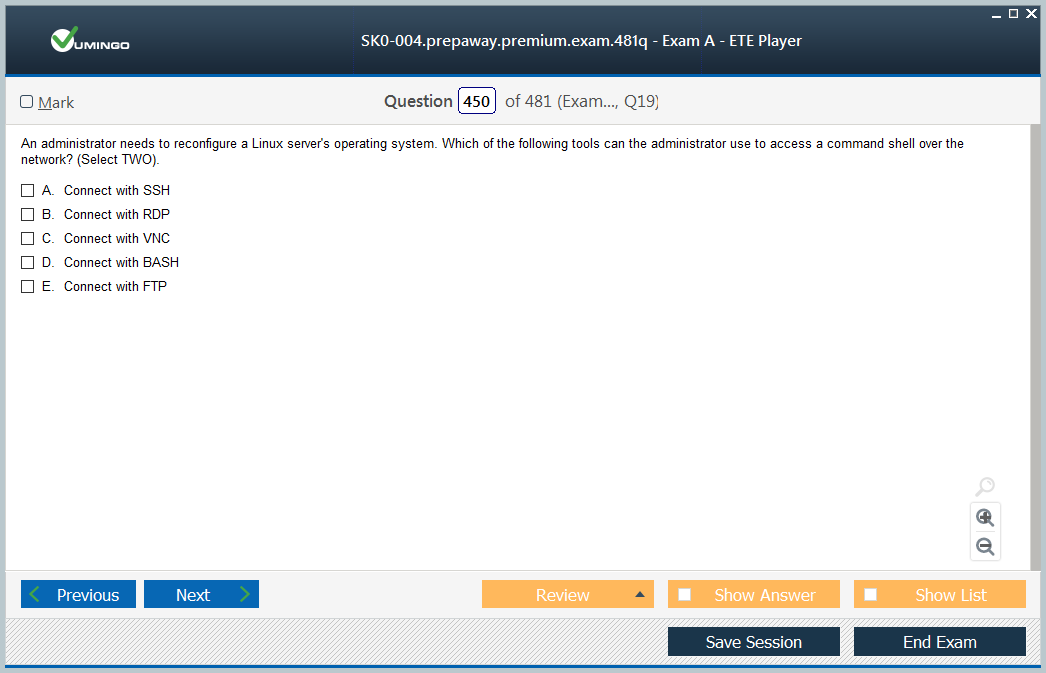 VUMINGO
SK0-004.prepaway.premium.exam.481q - Exam A - ETE Player
Mark
Question 450 of 481 (Exam..., Q19)
An administrator needs to reconfigure a Linux server's operating system. Which of the following tools can the administrator use to access a command shell over the
network? (Select TWO).
A. Connect with SSH
B. Connect with RDP
C. Connect with VNC
D. Connect with BASH
E. Connect with FTP
Previous
Next
Review
Show Answer
Show List
Save Session
End Exam